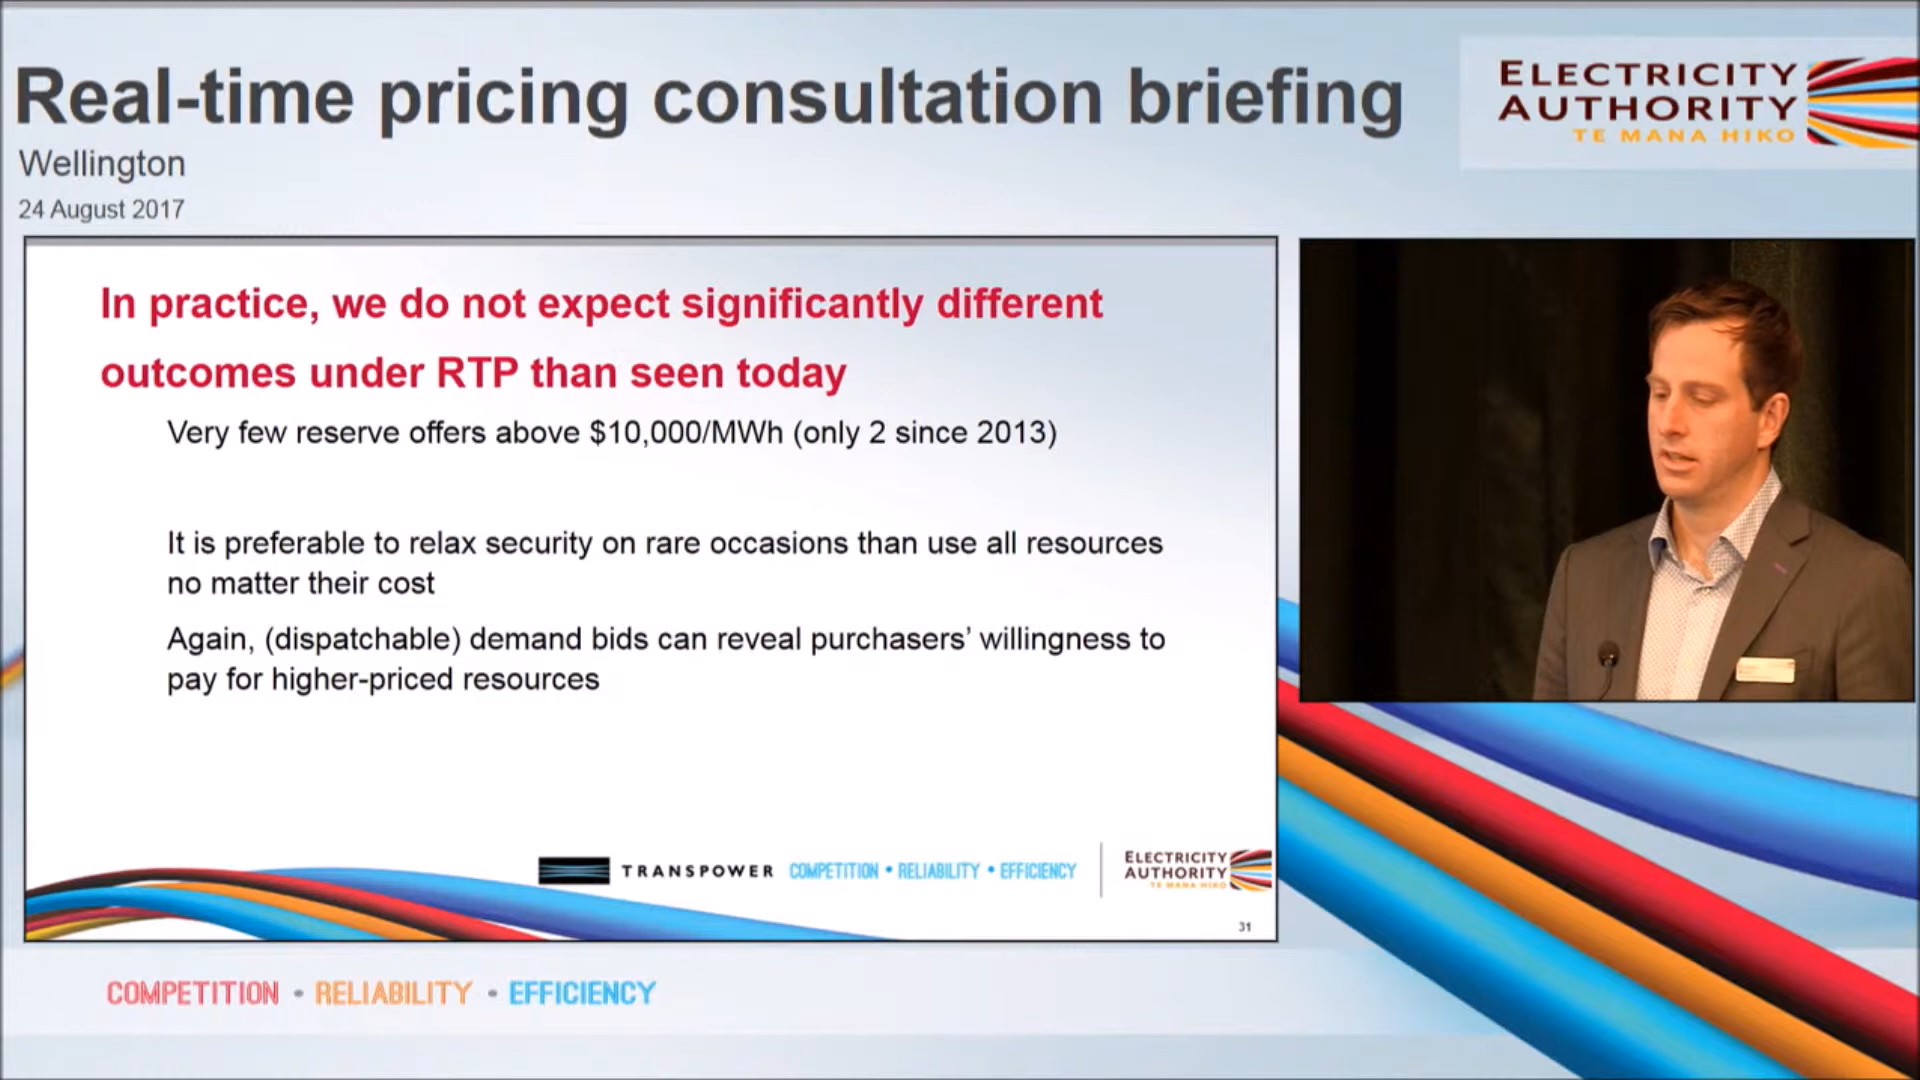 Real-time pricing consultation briefing
Wellington
24 August 2017
ELECTRICITY
AUTHORITY
TE MANA HIKO
In practice, we do not expect significantly different
outcomes under RTP than seen today
Very few reserve offers above $10,000/MWh (only 2 since 2013)
It is preferable to relax security on rare occasions than use all resources
no matter their cost
Again, (dispatchable) demand bids can reveal purchasers’ willingness to
pay for higher-priced resources
TRANSPOWER COMPETITION • RELIABILITY • EFFICIENCY
ELECTRICITY
AUTHORITY
TE MANA HIKO
31
COMPETITION • RELIABILITY • EFFICIENCY